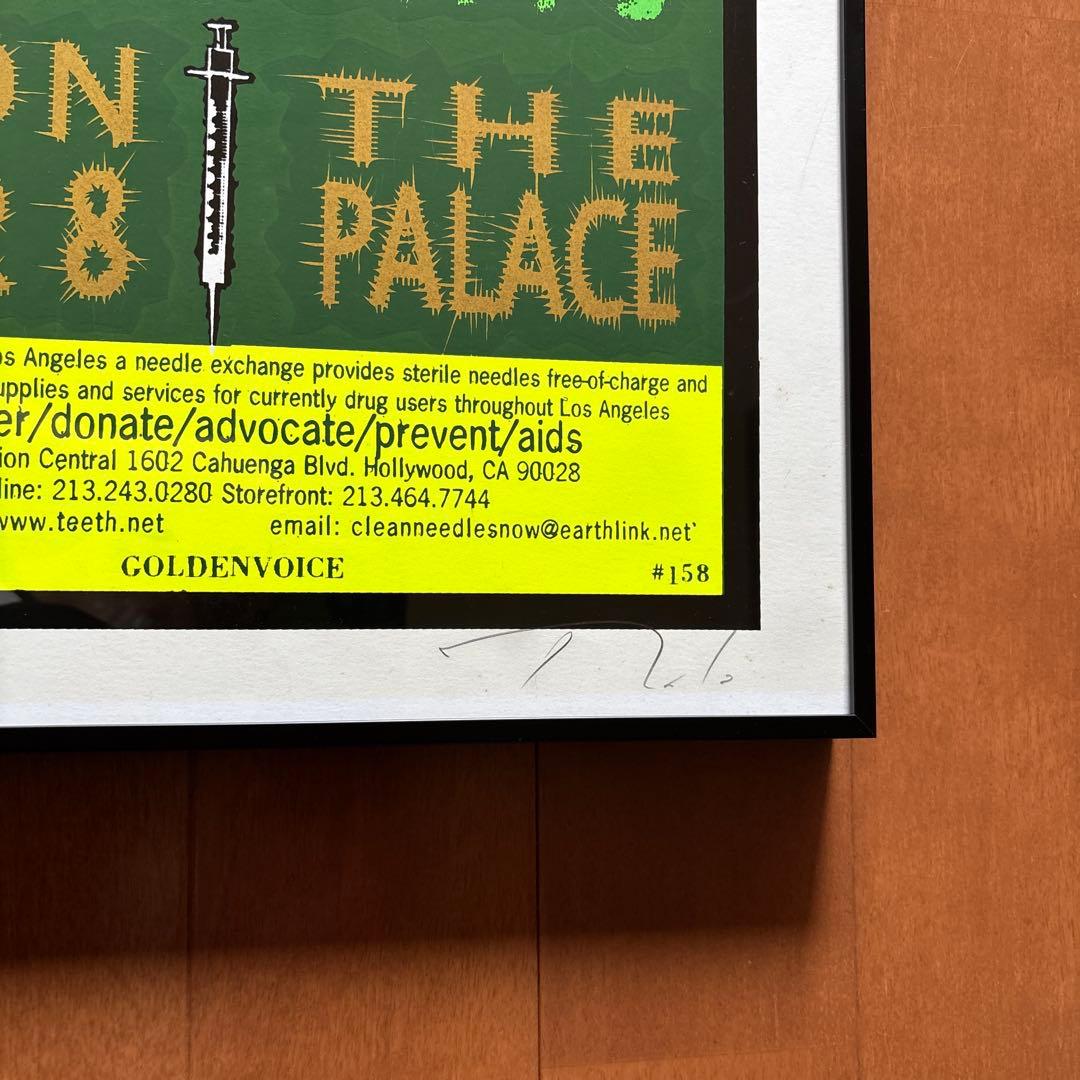 ON
THE
8
PALACE
os Angeles a needle exchange provides sterile needles free-of-charge and
upplies and services for currently drug users throughout Los Angeles
er/donate/advocate/prevent/aids
ion Central 1602 Cahuenga Blvd. Hollywood, CA 90028
line: 213.243.0280 Storefront: 213.464.7744
www.teeth.net email: cleanneedlesnow@earthlink.net'
GOLDENVOICE #158